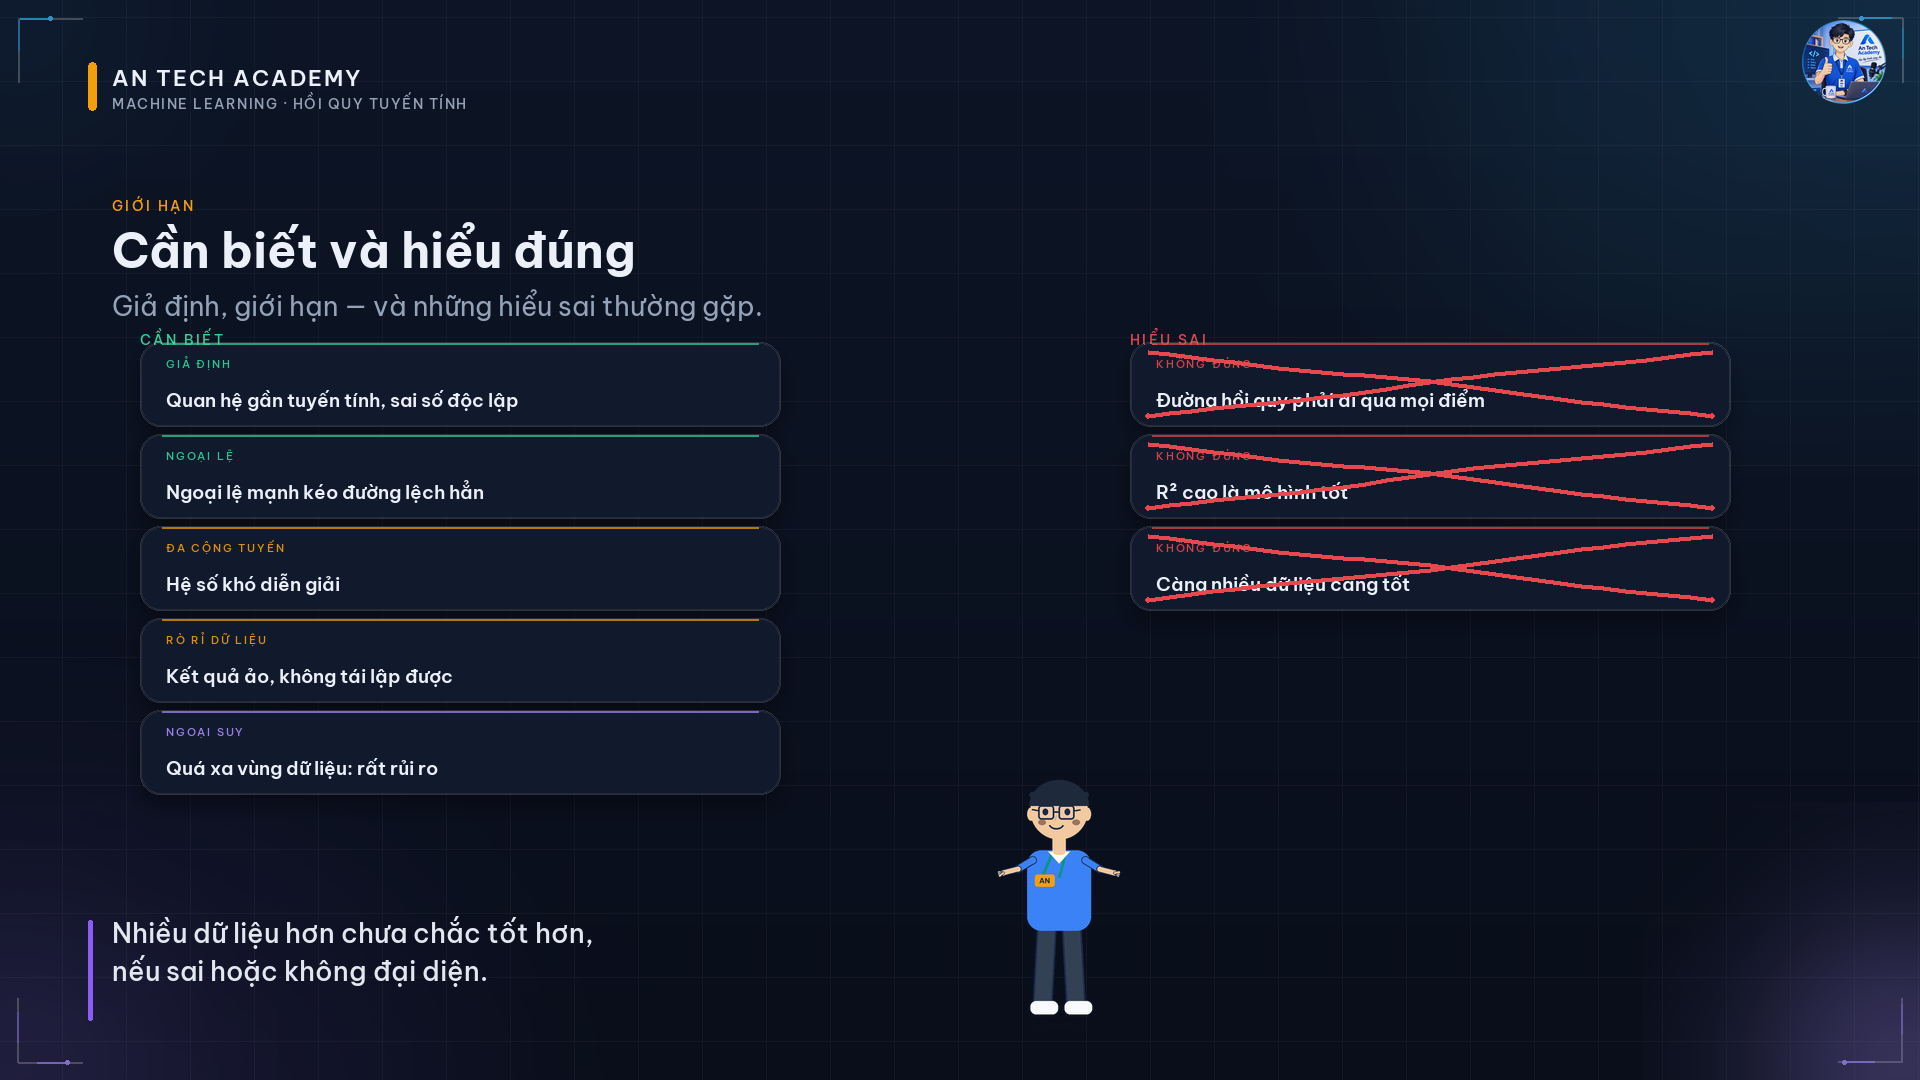 AN TECH ACADEMY
MACHINE LEARNING · HỒI QUY TUYẾN TÍNH
An Tech
Academy
GIỚI HẠN
Cần biết và hiểu đúng
Giả định, giới hạn — và những hiểu sai thường gặp.
CẦN BIẾT
GIẢ ĐỊNH
Quan hệ gần tuyến tính, sai số độc lập
NGOẠI LỆ
Ngoại lệ mạnh kéo đường lệch hẳn
ĐA CỘNG TUYẾN
Hệ số khó diễn giải
RÒ RỈ DỮ LIỆU
Kết quả ảo, không tái lập được
NGOẠI SUY
Quá xa vùng dữ liệu: rất rủi ro
HIỂU SAI
KHÔNG ĐÚNG
Đường hồi quy phải đi qua mọi điểm
KHÔNG ĐÚNG
R² cao là mô hình tốt
KHÔNG ĐÚNG
Càng nhiều dữ liệu càng tốt
AN
Nhiều dữ liệu hơn chưa chắc tốt hơn,
nếu sai hoặc không đại diện.